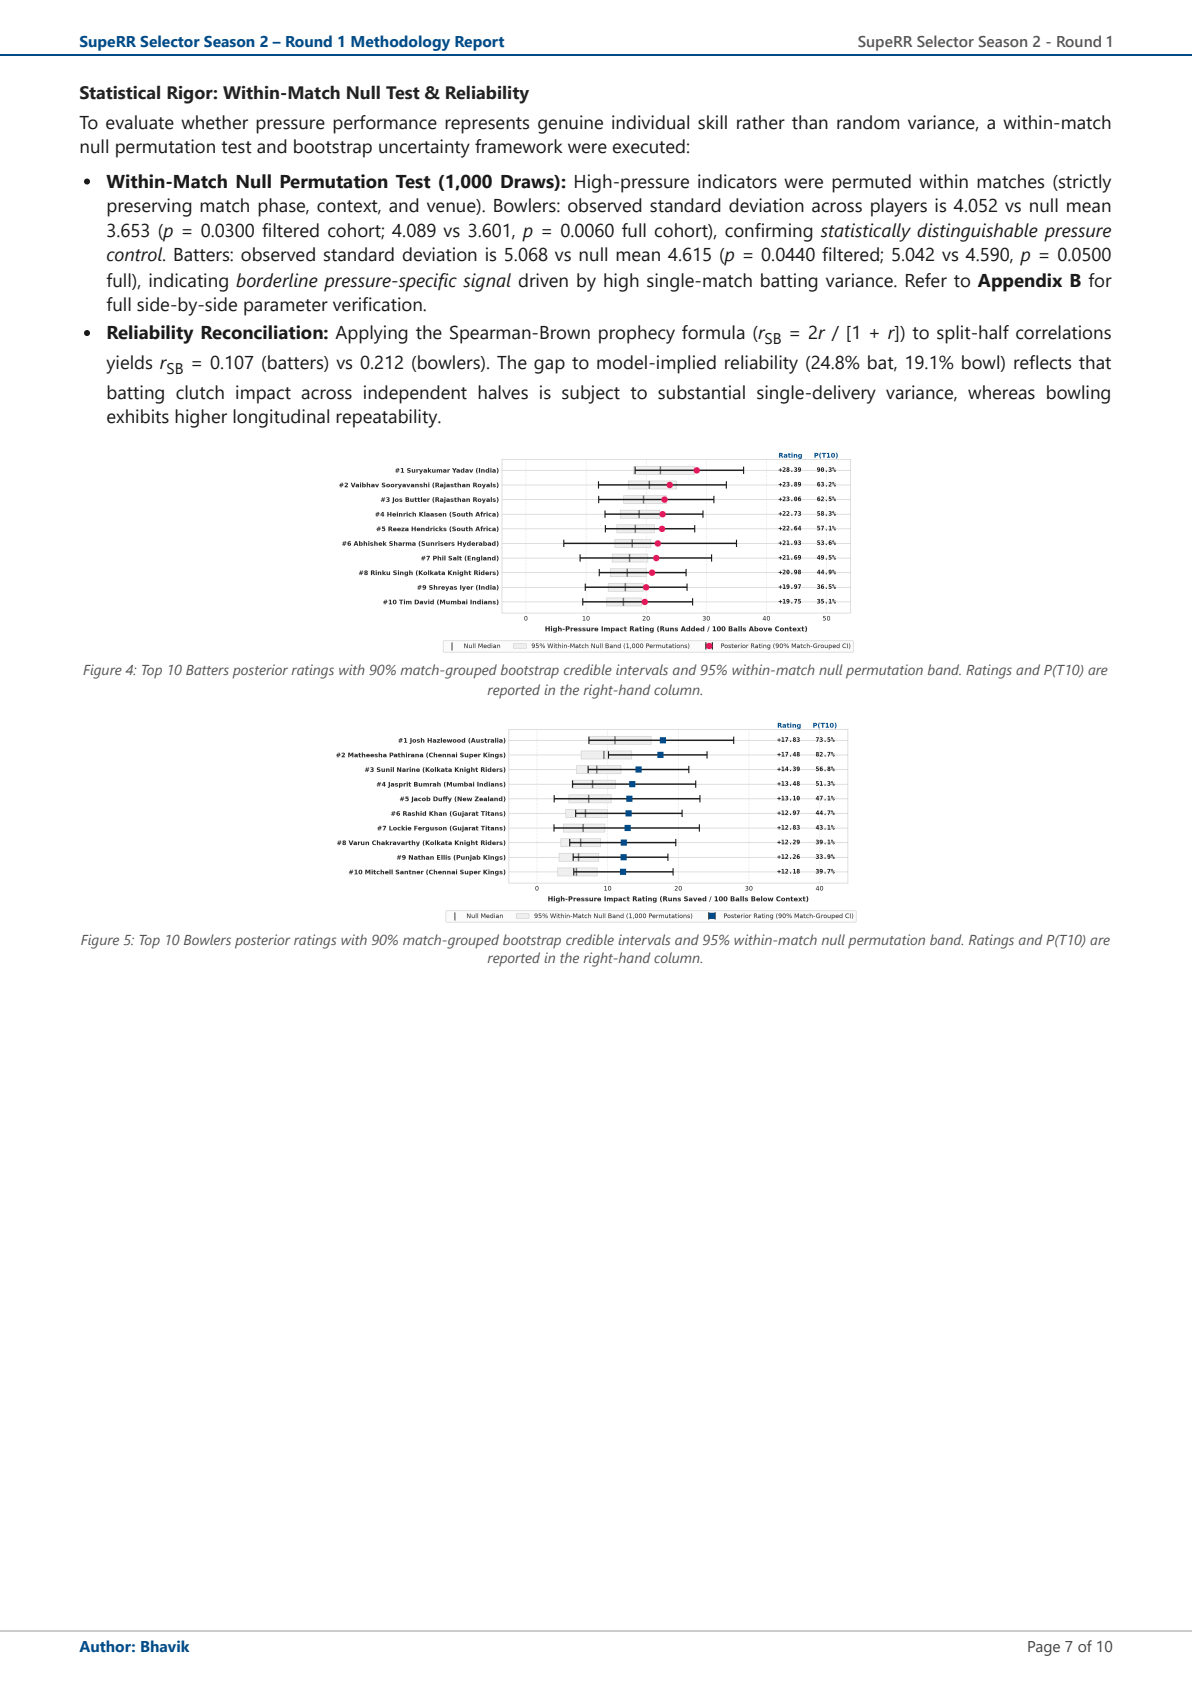 SupeRR Selector Season 2 – Round 1 Methodology Report
SupeRR Selector Season 2 - Round 1
Statistical Rigor: Within-Match Null Test & Reliability
To evaluate whether pressure performance represents genuine individual skill rather than random variance, a within-match
null permutation test and bootstrap uncertainty framework were executed:
• Within-Match Null Permutation Test (1,000 Draws): High-pressure indicators were permuted within matches (strictly
preserving match phase, context, and venue). Bowlers: observed standard deviation across players is 4.052 vs null mean
3.653 (p = 0.0300 filtered cohort; 4.089 vs 3.601, p = 0.0060 full cohort), confirming statistically distinguishable pressure
control. Batters: observed standard deviation is 5.068 vs null mean 4.615 (p = 0.0440 filtered; 5.042 vs 4.590, p = 0.0500
full), indicating borderline pressure-specific signal driven by high single-match batting variance. Refer to Appendix B for
full side-by-side parameter verification.
• Reliability Reconciliation: Applying the Spearman-Brown prophecy formula (rSB = 2r / [1 + r]) to split-half correlations
yields rSB = 0.107 (batters) vs 0.212 (bowlers). The gap to model-implied reliability (24.8% bat, 19.1% bowl) reflects that
batting clutch impact across independent halves is subject to substantial single-delivery variance, whereas bowling
exhibits higher longitudinal repeatability.
Rating P(T10)
#1 Suryakumar Yadav (India) +28.39 90.3%
#2 Vaibhav Sooryavanshi (Rajasthan Royals) +23.89 63.2%
#3 Jos Buttler (Rajasthan Royals) +23.06 62.5%
#4 Heinrich Klaasen (South Africa) +22.73 58.3%
#5 Reeza Hendricks (South Africa) +22.64 57.1%
#6 Abhishek Sharma (Sunrisers Hyderabad) +21.93 53.6%
#7 Phil Salt (England) +21.69 49.5%
#8 Rinku Singh (Kolkata Knight Riders) +20.98 44.9%
#9 Shreyas Iyer (India) +19.97 36.5%
#10 Tim David (Mumbai Indians) +19.75 35.1%
0 10 20 30 40 50
High-Pressure Impact Rating (Runs Added / 100 Balls Above Context)
Null Median 95% Within-Match Null Band (1,000 Permutations) Posterior Rating (90% Match-Grouped CI)
Figure 4: Top 10 Batters posterior ratings with 90% match-grouped bootstrap credible intervals and 95% within-match null permutation band. Ratings and P(T10) are
reported in the right-hand column.
Rating P(T10)
#1 Josh Hazlewood (Australia) +17.83 73.5%
#2 Matheesha Pathirana (Chennai Super Kings) +17.48 82.7%
#3 Sunil Narine (Kolkata Knight Riders) +14.39 56.8%
#4 Jasprit Bumrah (Mumbai Indians) +13.48 51.3%
#5 Jacob Duffy (New Zealand) +13.10 47.1%
#6 Rashid Khan (Gujarat Titans) +12.97 44.7%
#7 Lockie Ferguson (Gujarat Titans) +12.83 43.1%
#8 Varun Chakravarthy (Kolkata Knight Riders) +12.29 39.1%
#9 Nathan Ellis (Punjab Kings) +12.26 33.9%
#10 Mitchell Santner (Chennai Super Kings) +12.18 39.7%
0 10 20 30 40
High-Pressure Impact Rating (Runs Saved / 100 Balls Below Context)
Null Median 95% Within-Match Null Band (1,000 Permutations) Posterior Rating (90% Match-Grouped CI)
Figure 5: Top 10 Bowlers posterior ratings with 90% match-grouped bootstrap credible intervals and 95% within-match null permutation band. Ratings and P(T10) are
reported in the right-hand column.
Author: Bhavik
Page 7 of 10